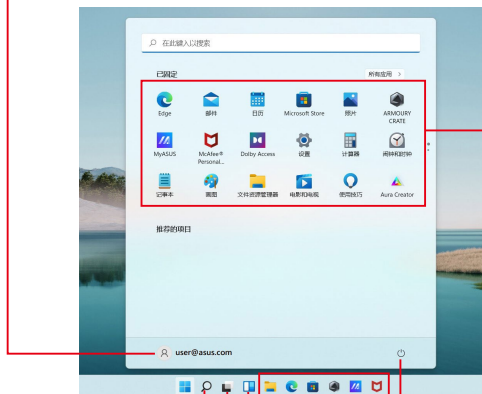 在此键入以搜索
已固定
所有应用 >
Edge
邮件
日历
Microsoft Store
照片
ARMOURY
CRATE
MyASUS
McAfee®
Personal...
Dolby Access
设置
计算器
闹钟和时钟
记事本
画图
文件资源管理器
电影和电视
使用技巧
Aura Creator
推荐的项目
user@asus.com